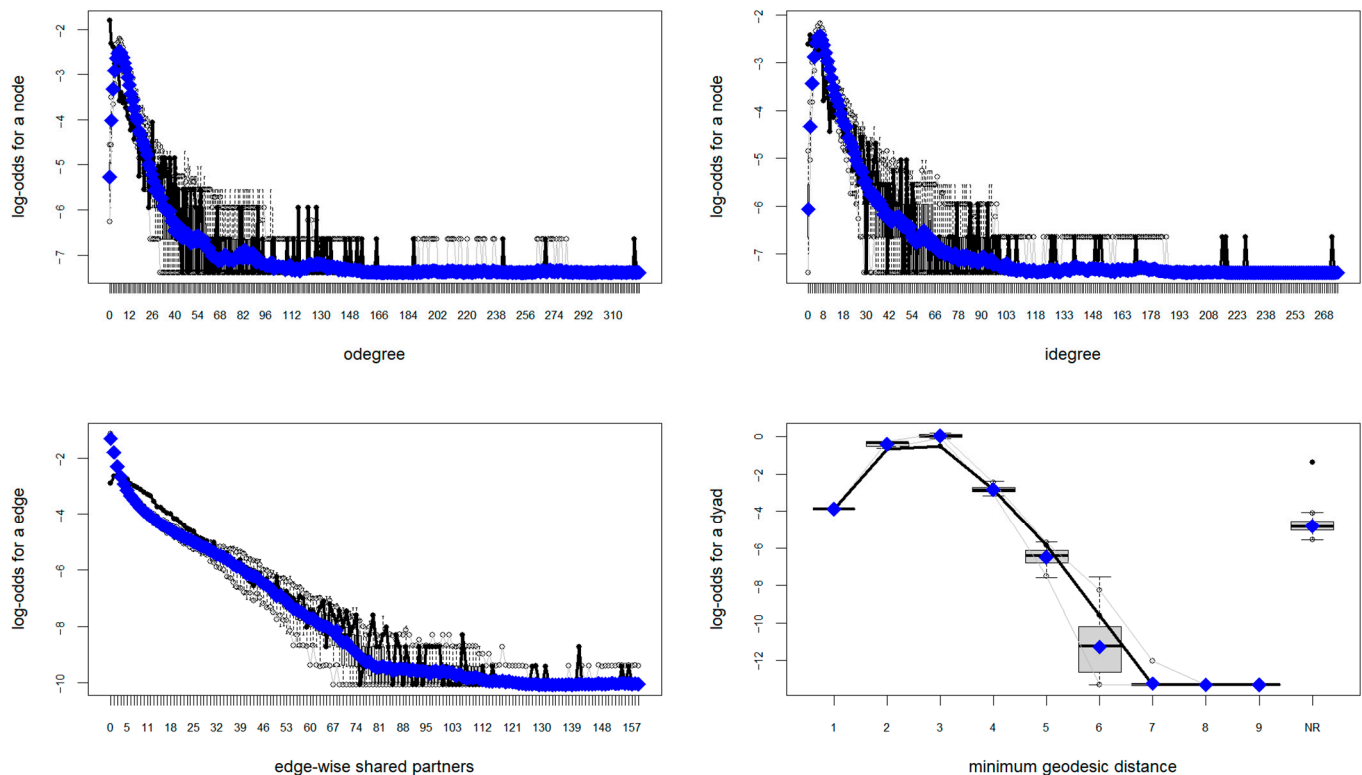 log-odds for a node
-2
-3
-4
-5
-6
-7
0 12 26 40 54 68 82 96 112 130 148 166 184 202 220 238 256 274 292 310
odegree
log-odds for a node
-2
-3
-4
-5
-6
-7
0 8 18 30 42 54 66 78 90 103 118 133 148 163 178 193 208 223 238 253 268
idegree
log-odds for a edge
-2
-4
-6
-8
-10
0 5 11 18 25 32 39 46 53 60 67 74 81 88 95 103 112 121 130 139 148 157
edge-wise shared partners
log-odds for a dyad
0
-2
-4
-6
-8
-10
-12
1 2 3 4 5 6 7 8 9 NR
minimum geodesic distance